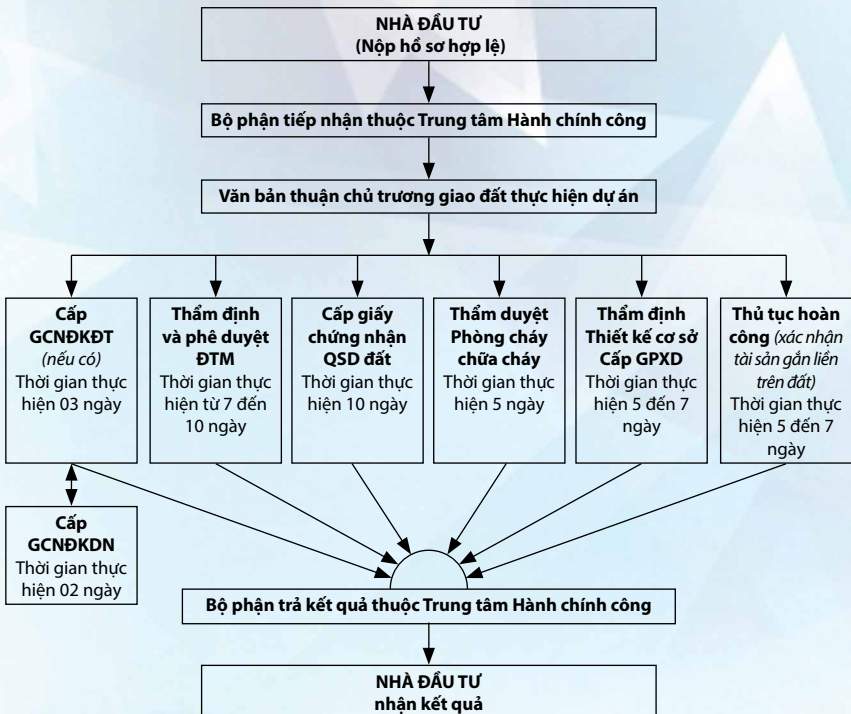 NHÀ ĐẦU TƯ
(Nộp hồ sơ hợp lệ)
Bộ phận tiếp nhận thuộc Trung tâm Hành chính công
Văn bản thuận chủ trương giao đất thực hiện dự án
Cấp
GCNĐKĐT
(nếu có)
Thời gian thực
hiện 03 ngày
Thẩm định
và phê duyệt
ĐTM
Thời gian thực
hiện từ 7 đến
10 ngày
Cấp giấy
chứng nhận
QSD đất
Thời gian thực
hiện 10 ngày
Thẩm duyệt
Phòng cháy
chữa cháy
Thời gian thực
hiện 5 ngày
Thẩm định
Thiết kế cơ sở
Cấp GPXD
Thời gian thực
hiện 5 đến 7
ngày
Thủ tục hoàn
công (xác nhận
tài sản gắn liền
trên đất)
Thời gian thực
hiện 5 đến 7
ngày
Cấp
GCNĐKDN
Thời gian thực
hiện 02 ngày
Bộ phận trả kết quả thuộc Trung tâm Hành chính công
NHÀ ĐẦU TƯ
nhận kết quả